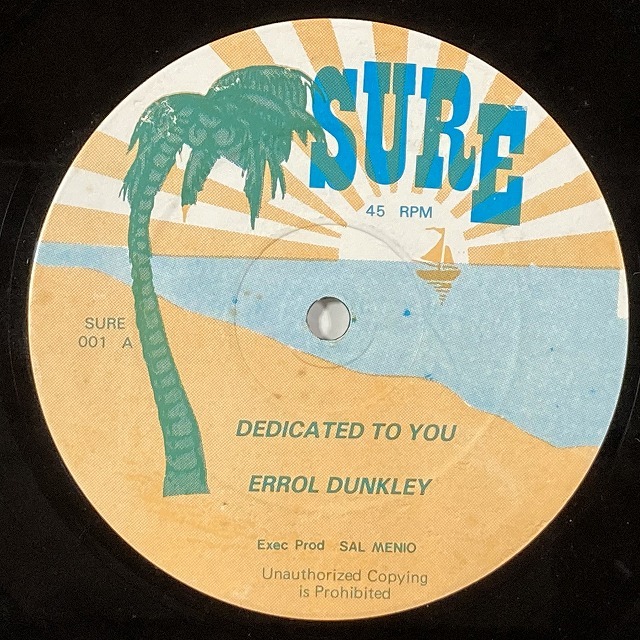 SURE
45 RPM
SURE
001 A
DEDICATED TO YOU
ERROL DUNKLEY
Exec Prod SAL MENIO
Unauthorized Copying
is Prohibited